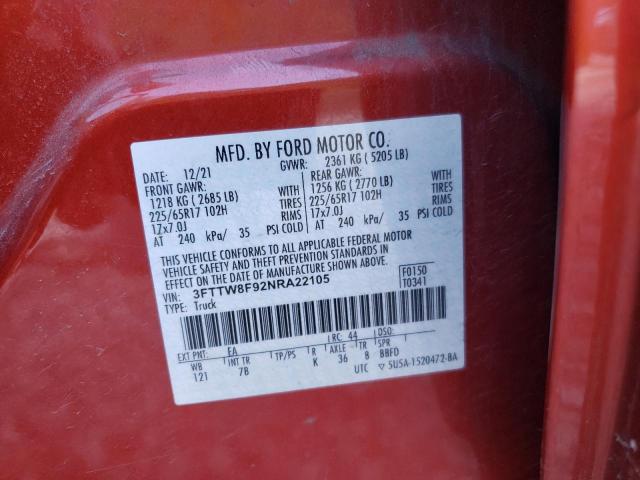 MFD. BY FORD MOTOR CO.
DATE: 12/21 GVWR: 2361 KG ( 5205 LB)
FRONT GAWR: REAR GAWR:
1218 KG ( 2685 LB) WITH 1256 KG ( 2770 LB) WITH
225/65R17 102H TIRES 225/65R17 102H TIRES
17x7.0J RIMS 17x7.0J RIMS
AT 240 kPa/ 35 PSI COLD AT 240 kPa/ 35 PSI COLD
THIS VEHICLE CONFORMS TO ALL APPLICABLE FEDERAL MOTOR
VEHICLE SAFETY AND THEFT PREVENTION STANDARDS IN EFFECT
ON THE DATE OF MANUFACTURE SHOWN ABOVE.
VIN: 3FTTW8F92NRA22105 F0150
TYPE: Truck T0341
EXT PNT: EA RC: 44 DSO:
WB INT TR TP/PS R AXLE TR SPR
121 7B K 36 8 BBFD
UTC ▽ 5U5A-1520472-BA